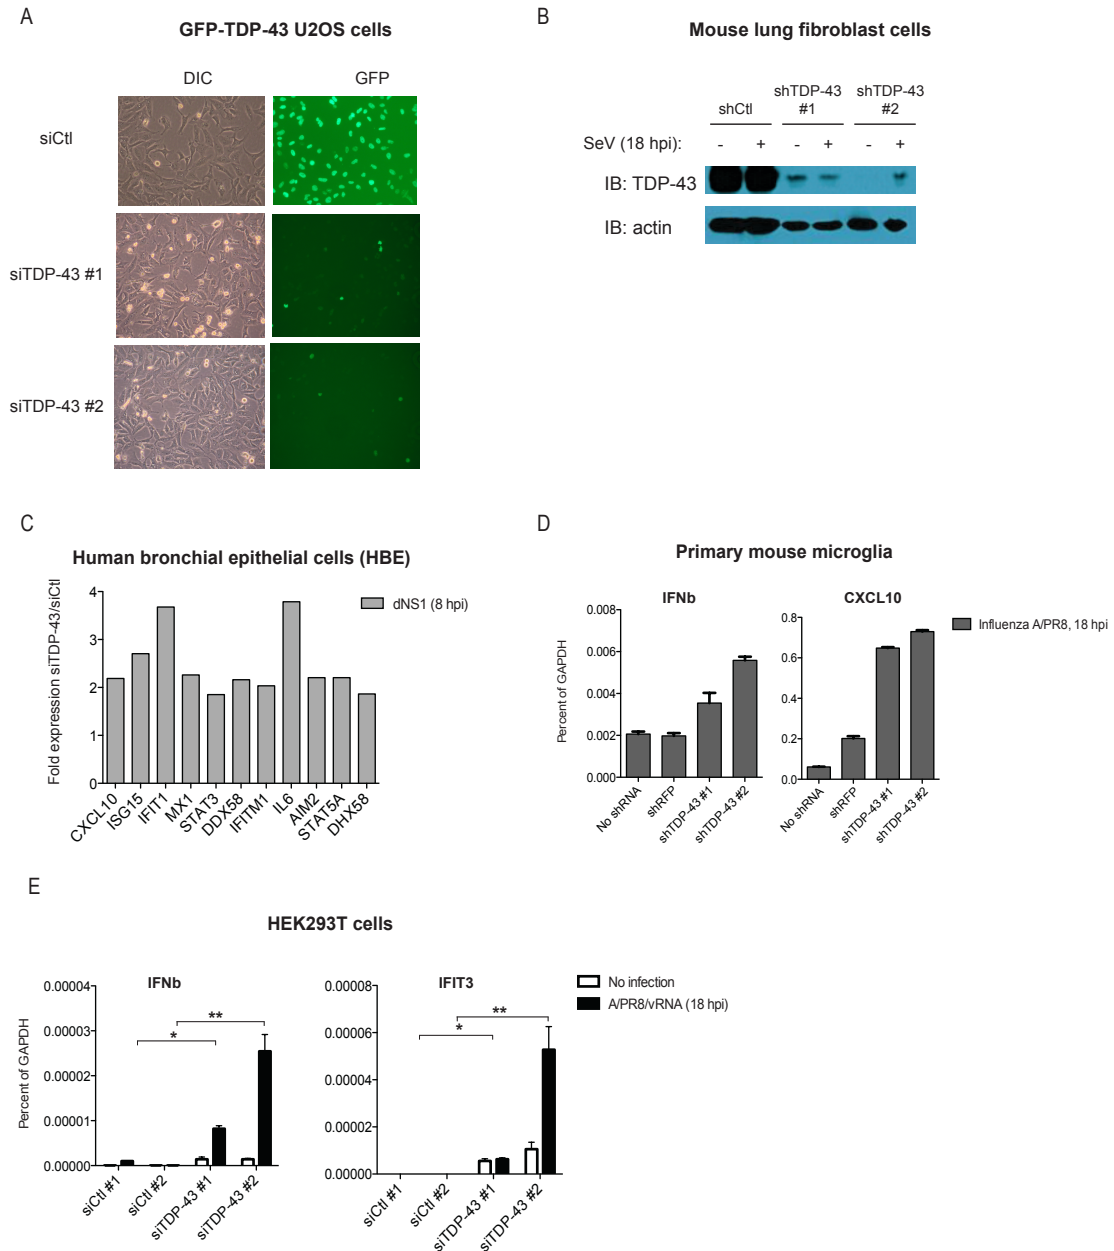 A
GFP-TDP-43 U2OS cells
DIC
GFP
siCtl
siTDP-43 #1
siTDP-43 #2
B
Mouse lung fibroblast cells
shCtl
shTDP-43
#1
shTDP-43
#2
SeV (18 hpi):
- + - + - +
IB: TDP-43
IB: actin
C
Human bronchial epithelial cells (HBE)
Fold expression siTDP-43/siCtl
4
3
2
1
0
dNS1 (8 hpi)
CXCL10
ISG15
IFIT1
MX1
STAT3
DDX58
IFITM1
IL6
AIM2
STAT5A
DHX58
D
Primary mouse microglia
IFNb
Percent of GAPDH
0.008
0.006
0.004
0.002
0.000
No shRNA
shRFP
shTDP-43 #1
shTDP-43 #2
CXCL10
0.8
0.6
0.4
0.2
0.0
No shRNA
shRFP
shTDP-43 #1
shTDP-43 #2
Influenza A/PR8, 18 hpi
E
HEK293T cells
IFNb
Percent of GAPDH
0.00004
0.00003
0.00002
0.00001
0.00000
**
*
siCtl #1
siCtl #2
siTDP-43 #1
siTDP-43 #2
IFIT3
0.00008
0.00006
0.00004
0.00002
0.00000
**
*
siCtl #1
siCtl #2
siTDP-43 #1
siTDP-43 #2
No infection
A/PR8/vRNA (18 hpi)